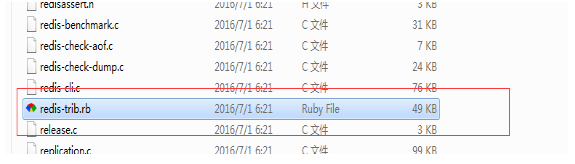 redisassert.h 2016/7/1 6:21 H 文件 3 KB
redis-benchmark.c 2016/7/1 6:21 C 文件 31 KB
redis-check-aof.c 2016/7/1 6:21 C 文件 7 KB
redis-check-dump.c 2016/7/1 6:21 C 文件 24 KB
redis-cli.c 2016/7/1 6:21 C 文件 76 KB
redis-trib.rb 2016/7/1 6:21 Ruby File 49 KB
release.c 2016/7/1 6:21 C 文件 3 KB
replication.c 2016/7/1 6:21 C 文件 99 KB